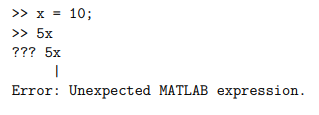 >> x = 10;
>> 5x
??? 5x
     |
Error: Unexpected MATLAB expression.